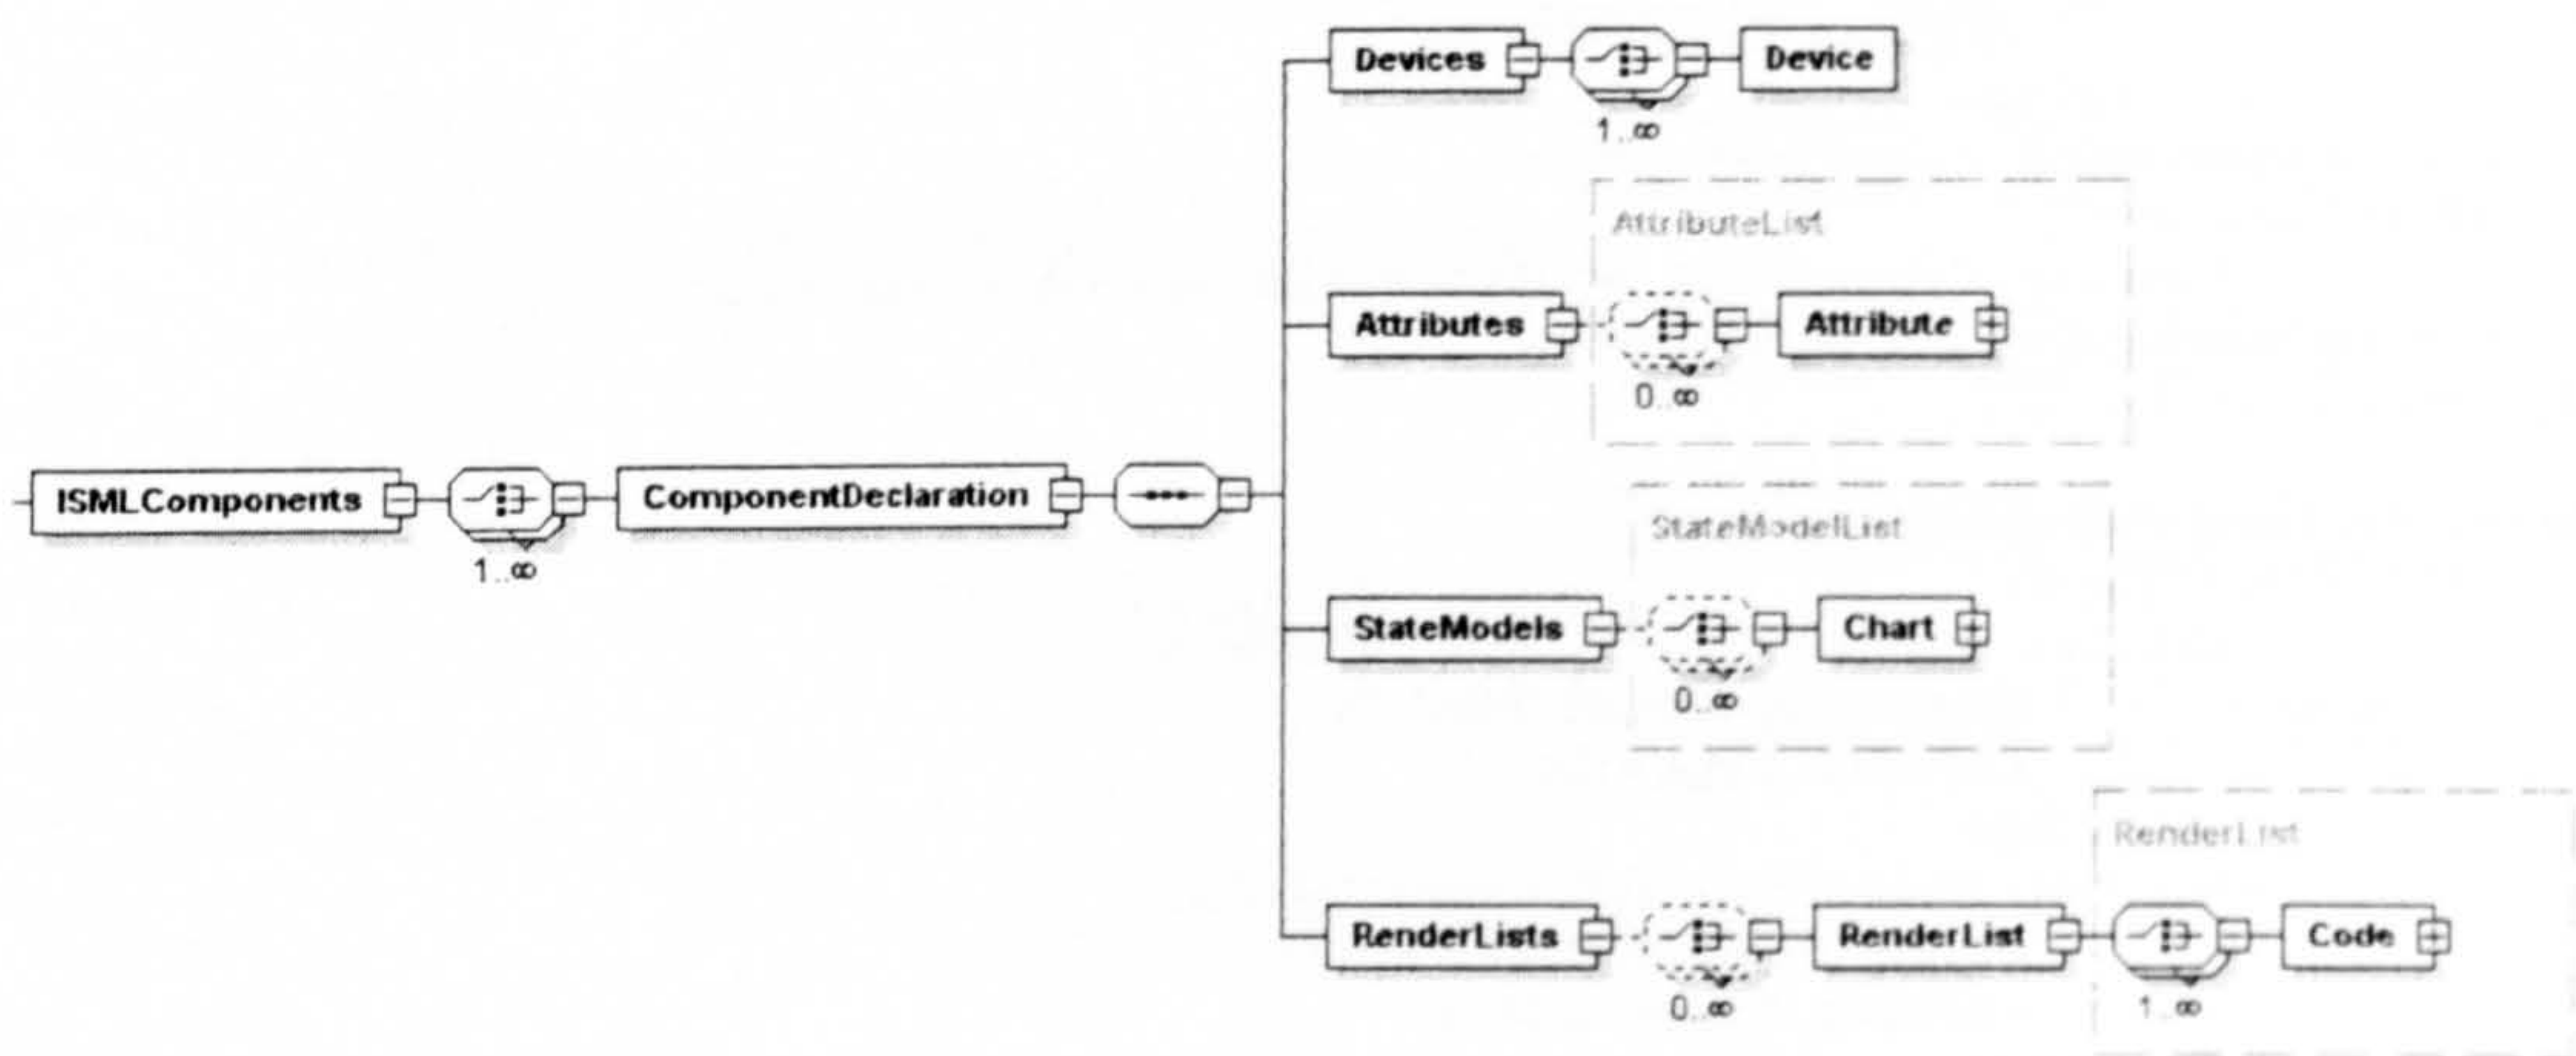 Devices
Device
1..∞
AttributeList
Attributes
Attribute
0..∞
ISMLComponents
ComponentDeclaration
1..∞
StateModelList
StateModels
Chart
0..∞
RenderList
RenderLists
RenderList
Code
0..∞
1..∞